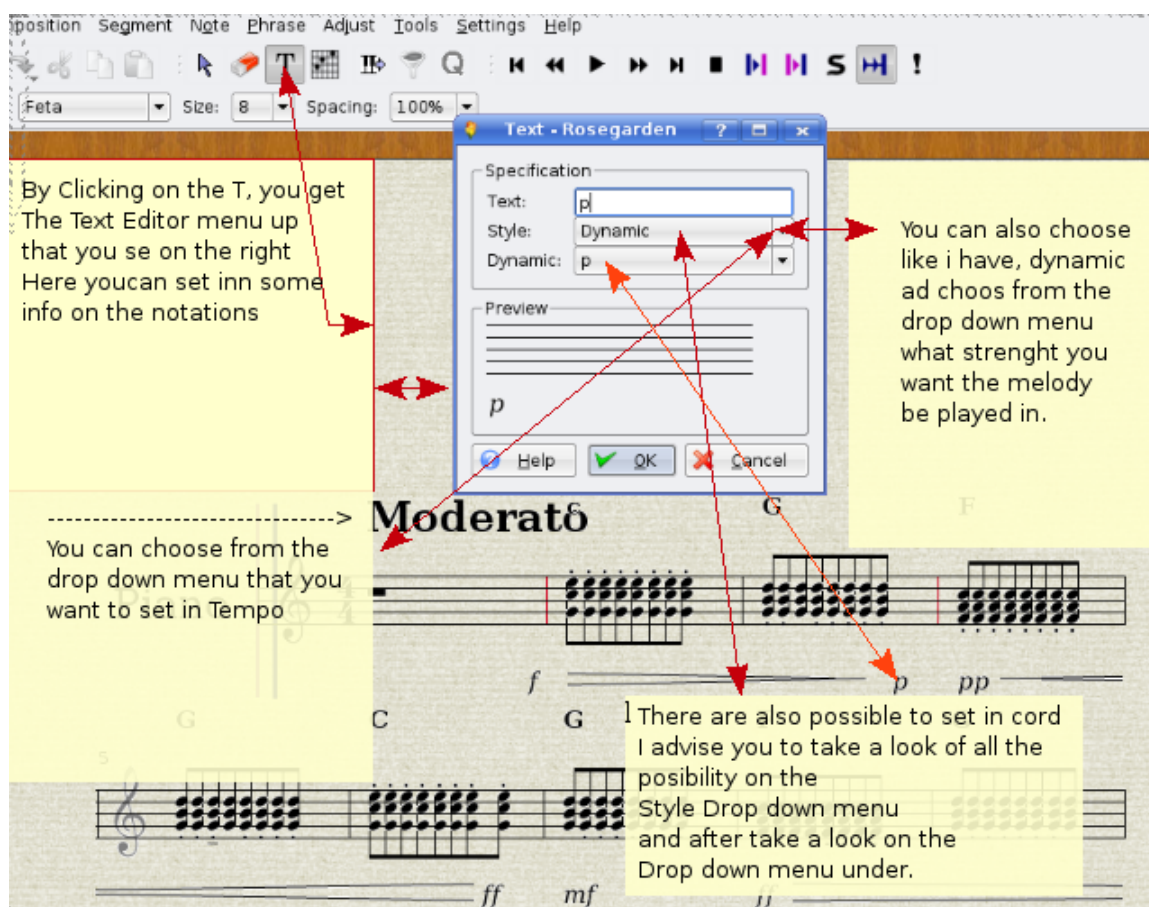 position Segment Note Phrase Adjust Tools Settings Help
T Q S !
Feta Size: 8 Spacing: 100%
Text - Rosegarden ? x
Specification
Text: p
Style: Dynamic
Dynamic: p
Preview
p
Help OK Cancel
By Clicking on the T, you get
The Text Editor menu up
that you se on the right
Here youcan set inn some
info on the notations
You can also choose
like i have, dynamic
ad choos from the
drop down menu
what strenght you
want the melody
be played in.
------------------------------>
You can choose from the
drop down menu that you
want to set in Tempo
Moderato C G F
Piano 4 4
f p pp
G C G
5
There are also possible to set in cord
I advise you to take a look of all the
posibility on the
Style Drop down menu
and after take a look on the
Drop down menu under.
ff mf ff